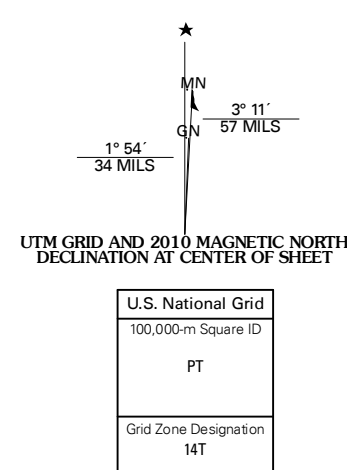 MN
3° 11´
57 MILS
GN
1° 54´
34 MILS
UTM GRID AND 2010 MAGNETIC NORTH
DECLINATION AT CENTER OF SHEET
U.S. National Grid
100,000-m Square ID
PT
Grid Zone Designation
14T